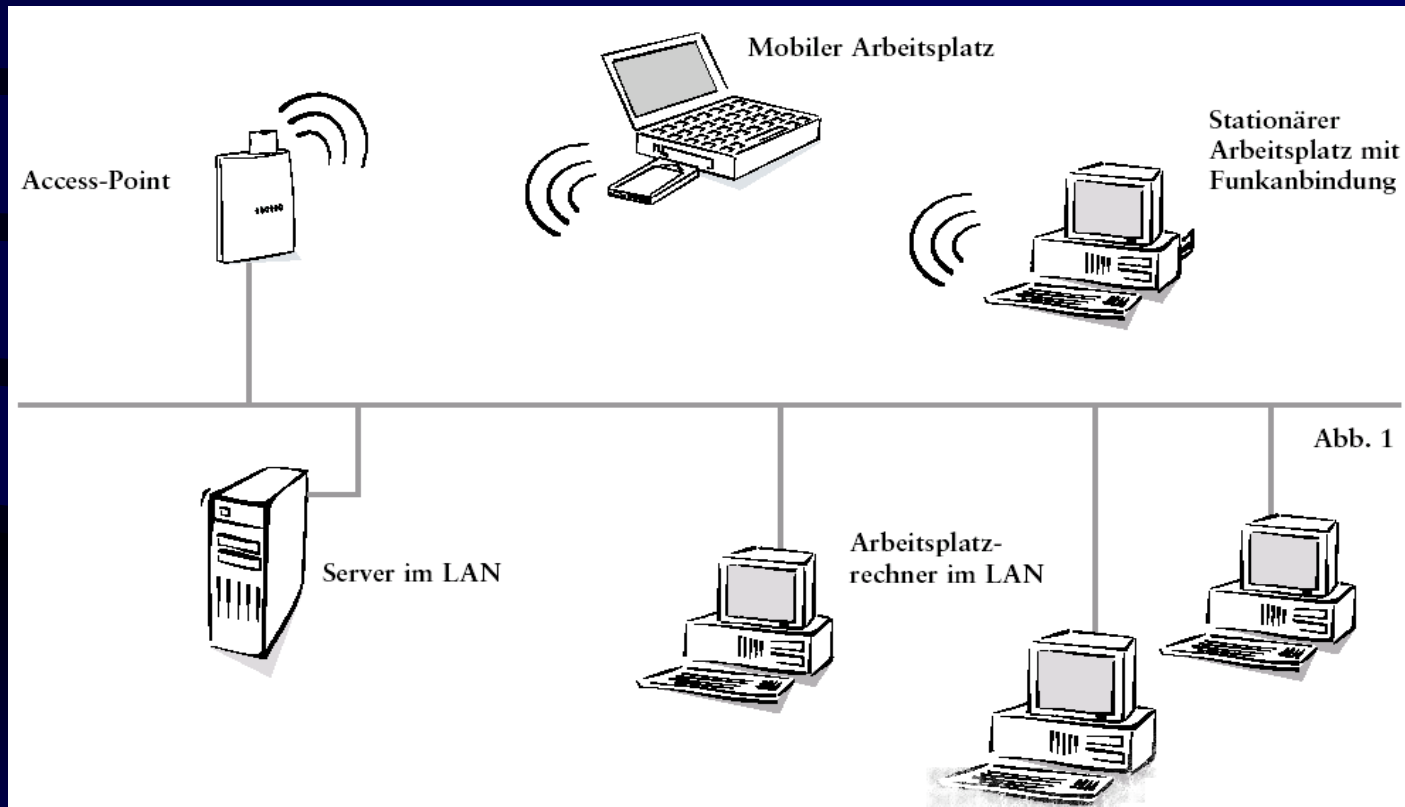 Mobiler Arbeitsplatz
Access-Point
Stationärer
Arbeitsplatz mit
Funkanbindung
Abb. 1
Server im LAN
Arbeitsplatz-
rechner im LAN